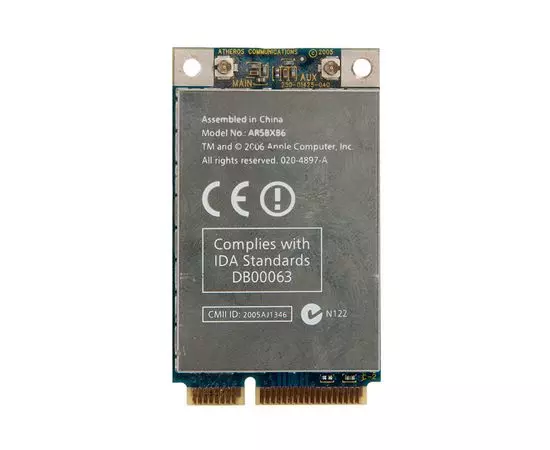 ATHEROS COMMUNICATIONS © 2005
MAIN AUX
Assembled in China
Model No.: AR5BXB6
TM and © 2006 Apple Computer, Inc.
All rights reserved. 020-4897-A
CE
Complies with
IDA Standards
DB00063
CMII ID: 2005AJ1346
N122